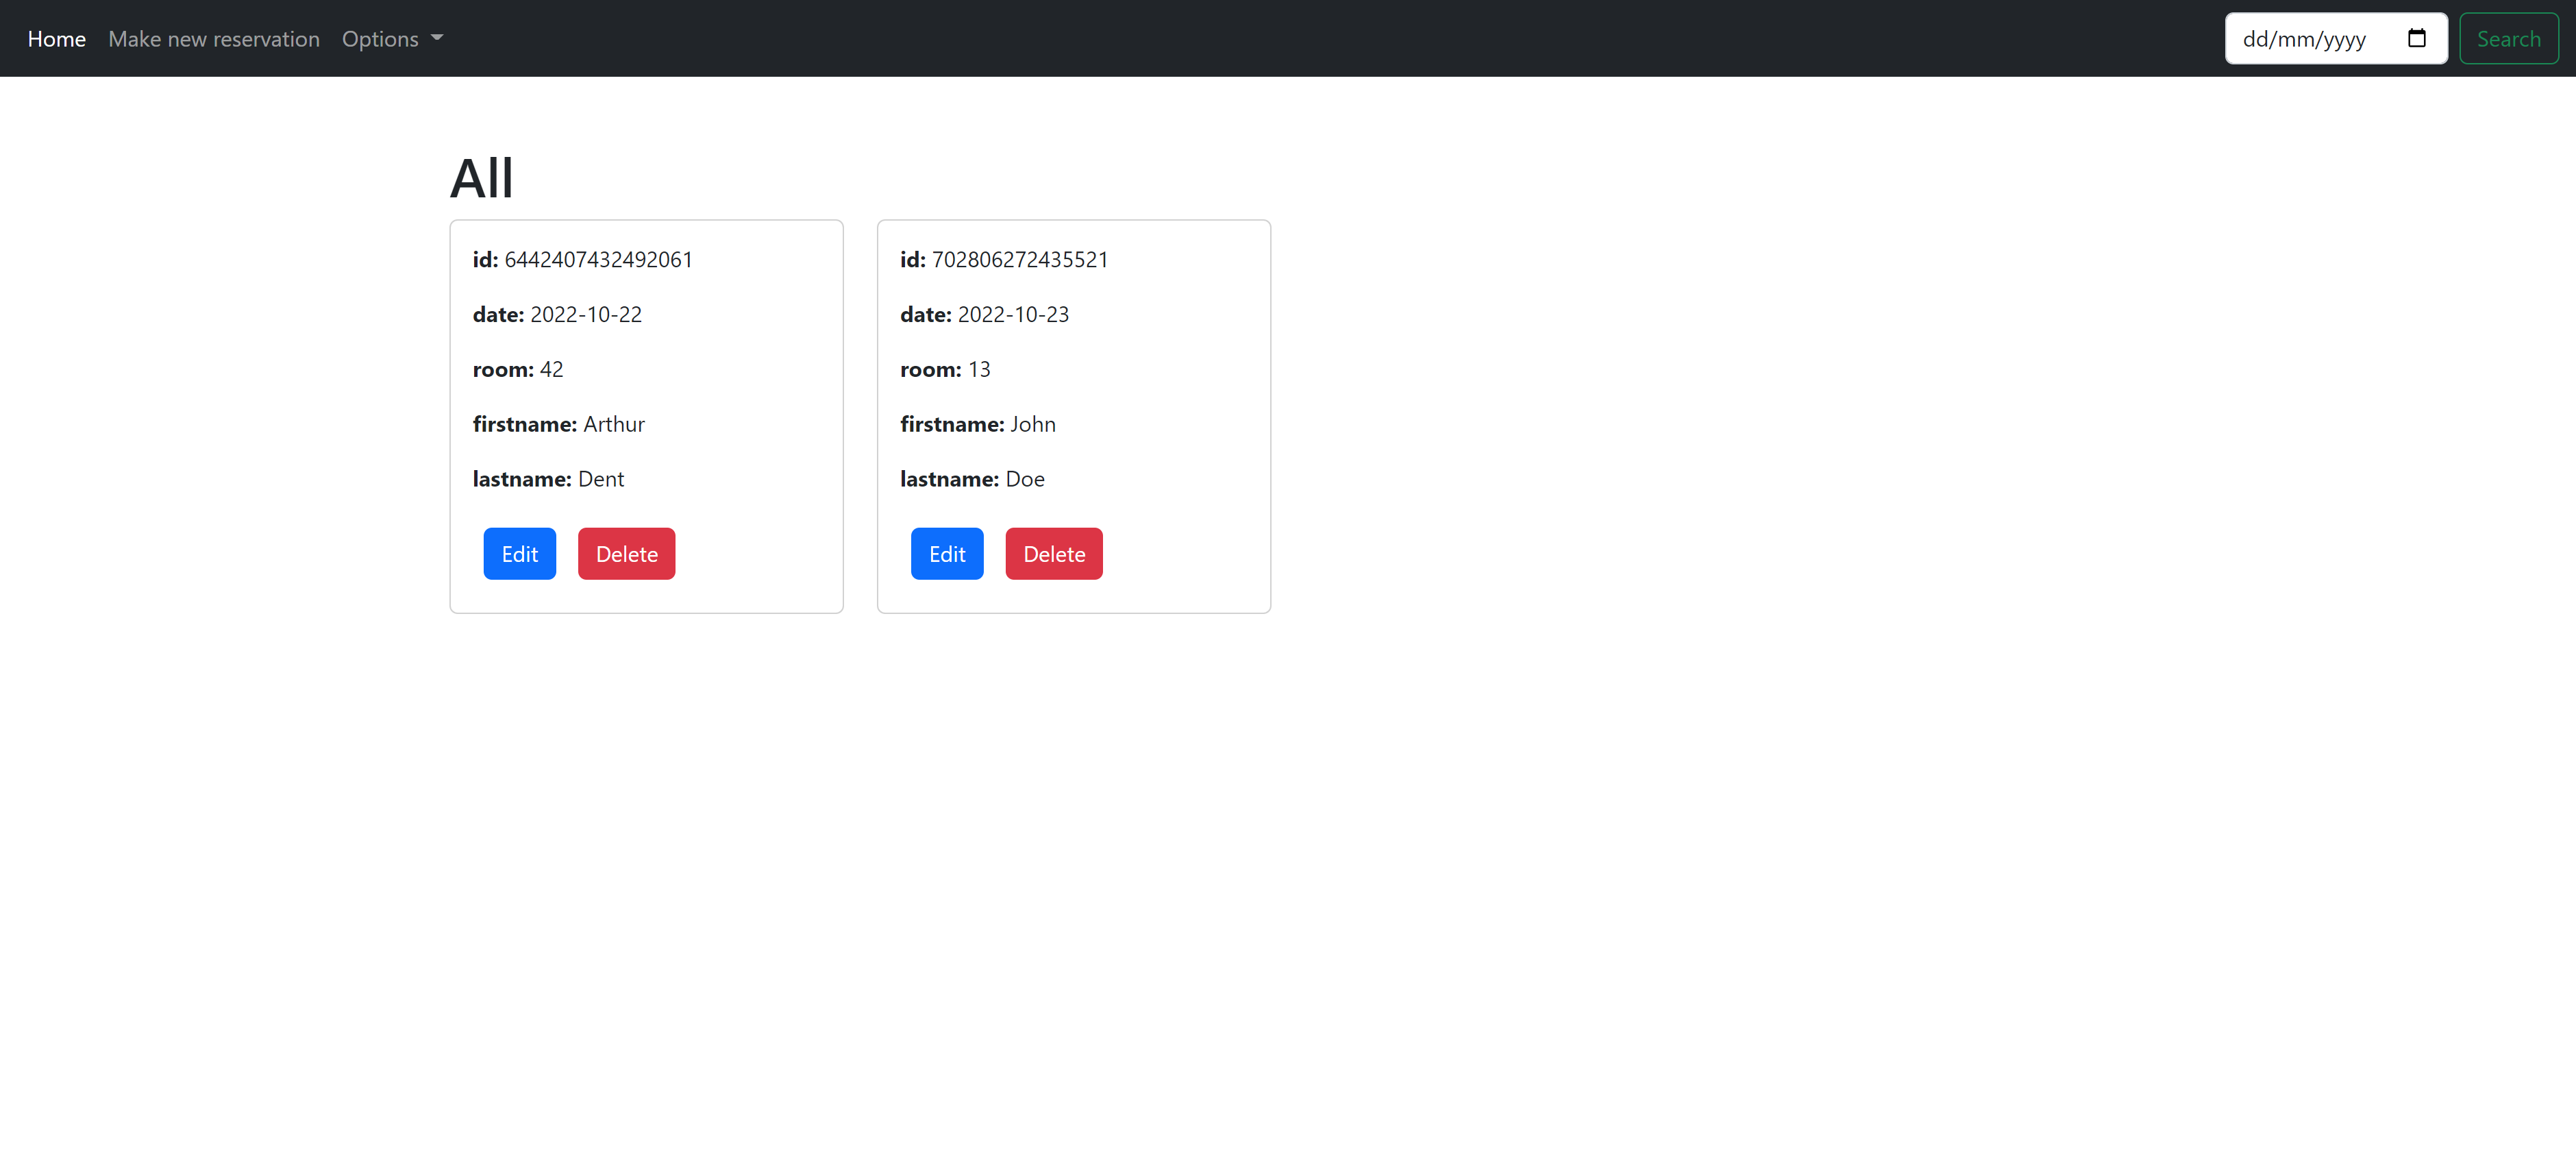 Home Make new reservation Options dd/mm/yyyy Search
All
id: 6442407432492061
date: 2022-10-22
room: 42
firstname: Arthur
lastname: Dent
Edit Delete
id: 702806272435521
date: 2022-10-23
room: 13
firstname: John
lastname: Doe
Edit Delete